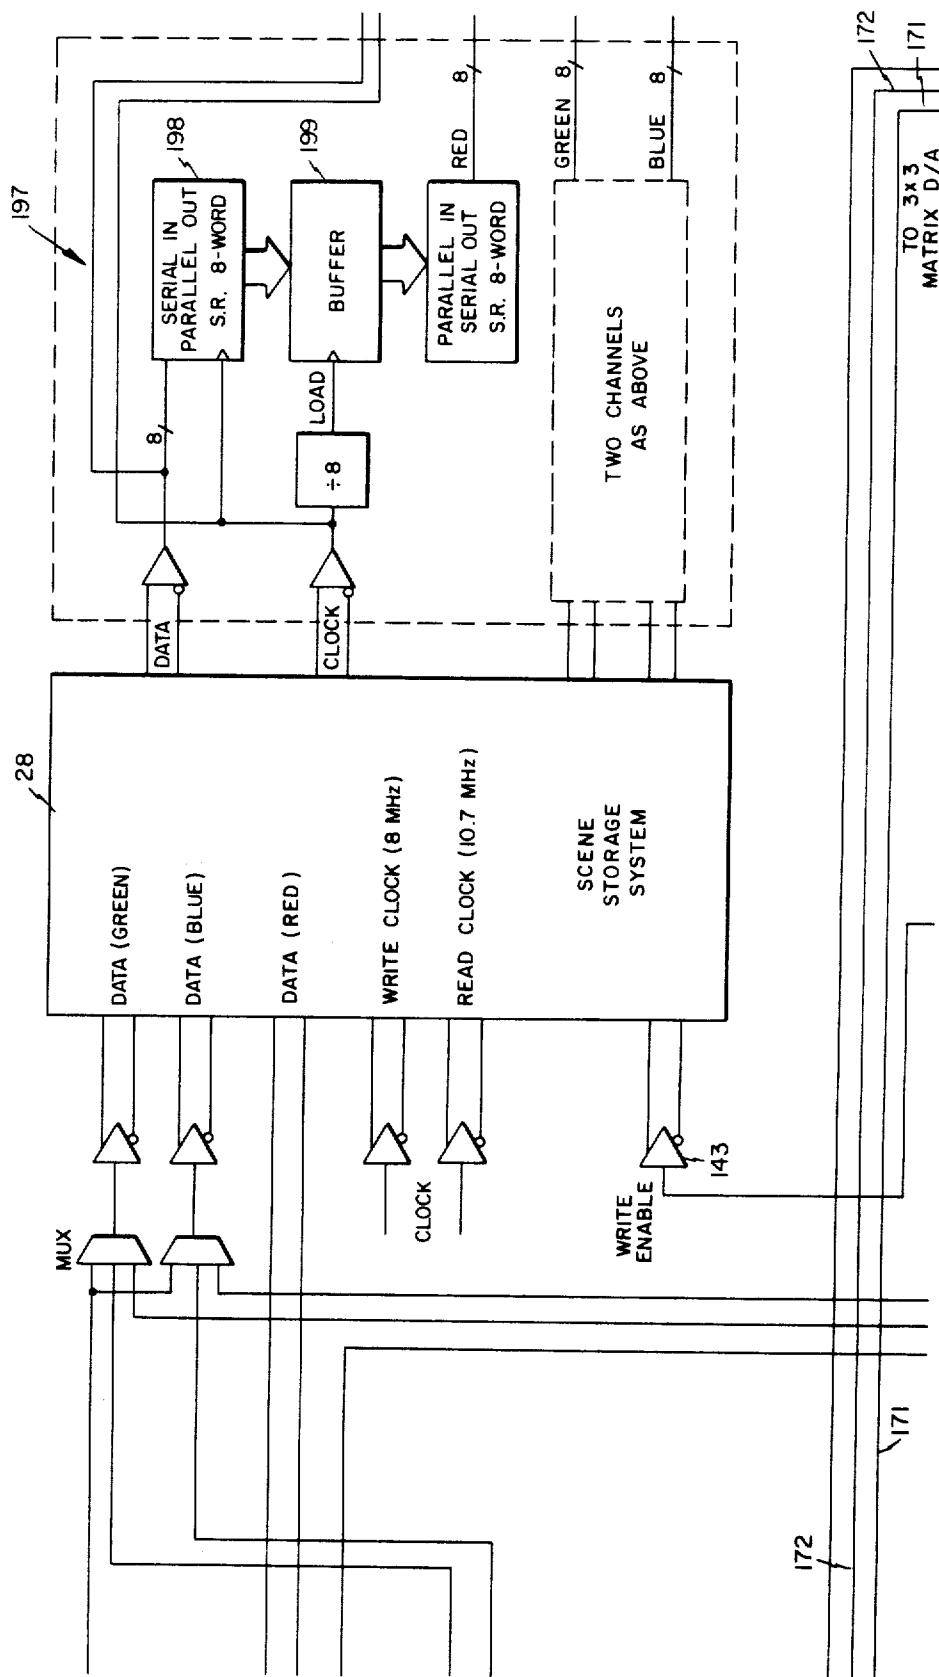 197
198
SERIAL IN
PARALLEL OUT
S.R. 8-WORD
199
BUFFER
PARALLEL IN
SERIAL OUT
S.R. 8-WORD
RED
8
GREEN
8
BLUE
8
8
LOAD
÷8
DATA
CLOCK
TWO CHANNELS
AS ABOVE
28
DATA (GREEN)
DATA (BLUE)
DATA (RED)
WRITE CLOCK (8 MHz)
READ CLOCK (10.7 MHz)
SCENE
STORAGE
SYSTEM
MUX
CLOCK
WRITE
ENABLE
143
172
171
TO 3x3
MATRIX D/A
172
171